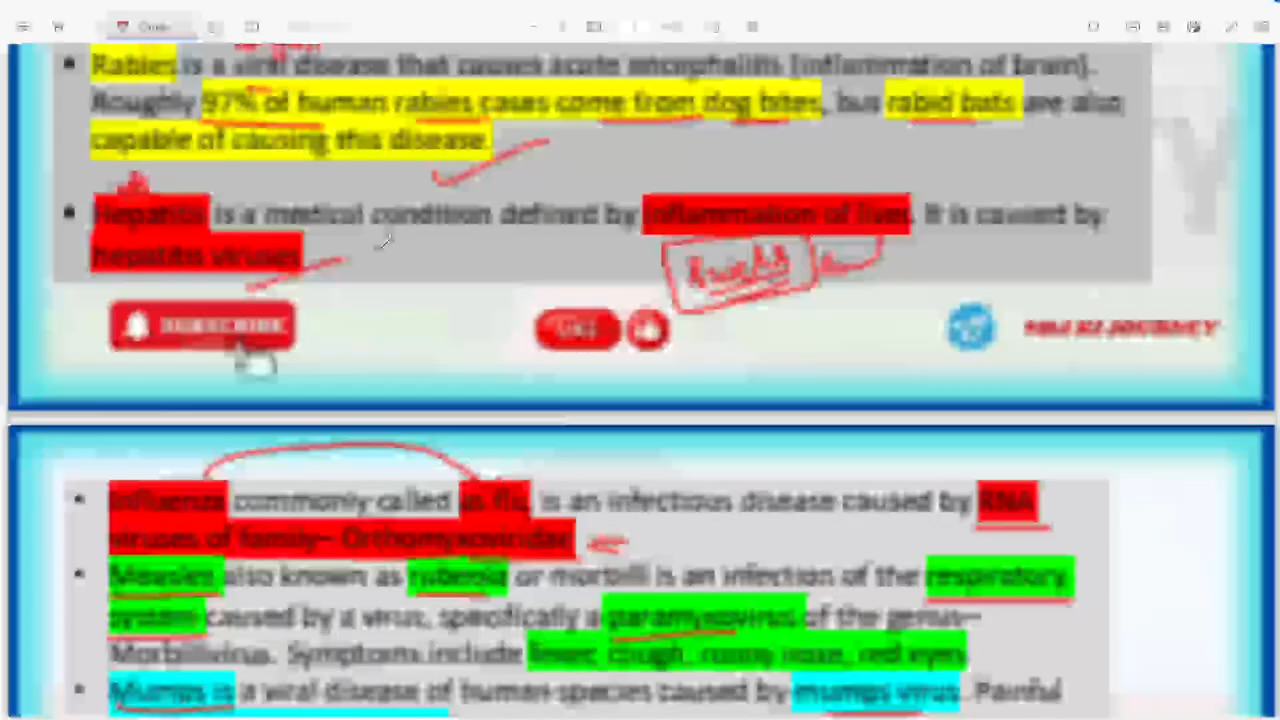 Rabies is a viral disease that causes acute encephalitis (inflammation of brain).
Roughly 97% of human rabies cases come from dog bites, but rabid bats are also
capable of causing this disease.
Hepatitis is a medical condition defined by inflammation of liver. It is caused by
hepatitis viruses
SUBSCRIBE
LIKE
Influenza commonly called as flu, is an infectious disease caused by RNA
viruses of family– Orthomyxoviridae
Measles also known as rubeola or morbilli is an infection of the respiratory
system caused by a virus, specifically a paramyxovirus of the genus–
Morbillivirus. Symptoms include fever, cough, runny nose, red eyes
Mumps is a viral disease of human species caused by mumps virus. Painful